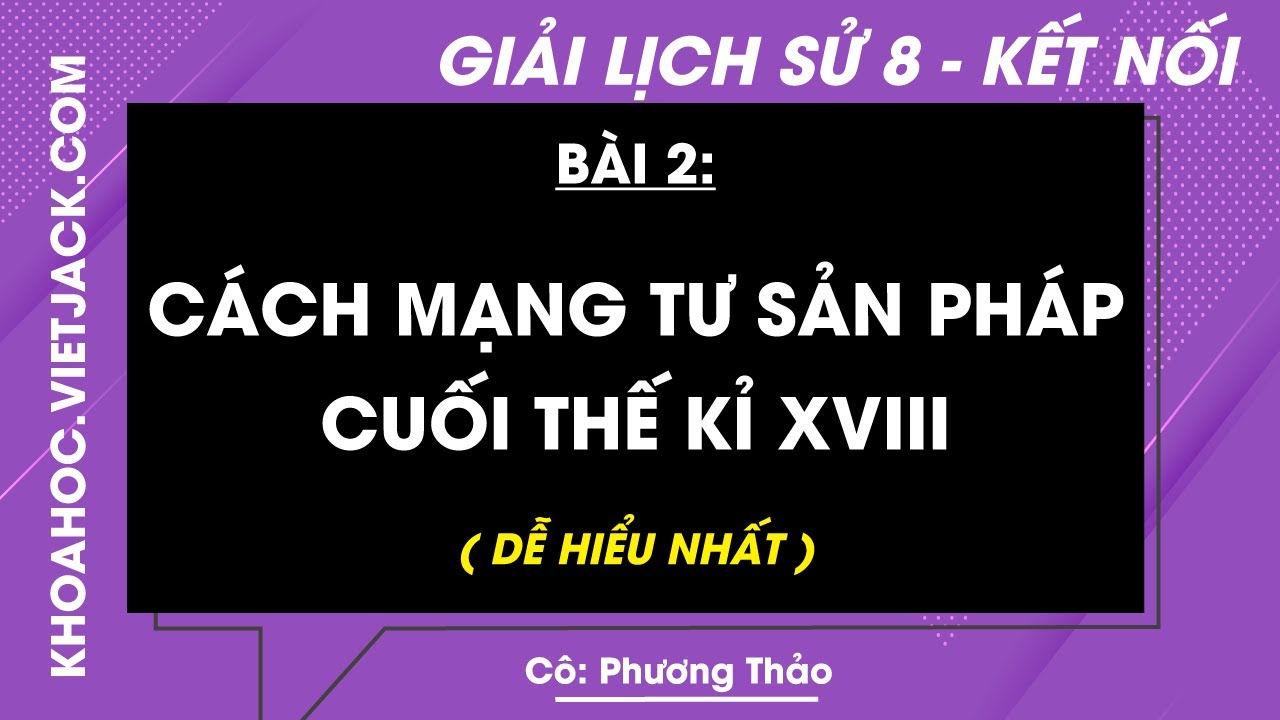 GIẢI LỊCH SỬ 8 - KẾT NỐI
KHOAHOC.VIETJACK.COM
BÀI 2:
CÁCH MẠNG TƯ SẢN PHÁP
CUỐI THẾ KỈ XVIII
( DỄ HIỂU NHẤT )
Cô: Phương Thảo